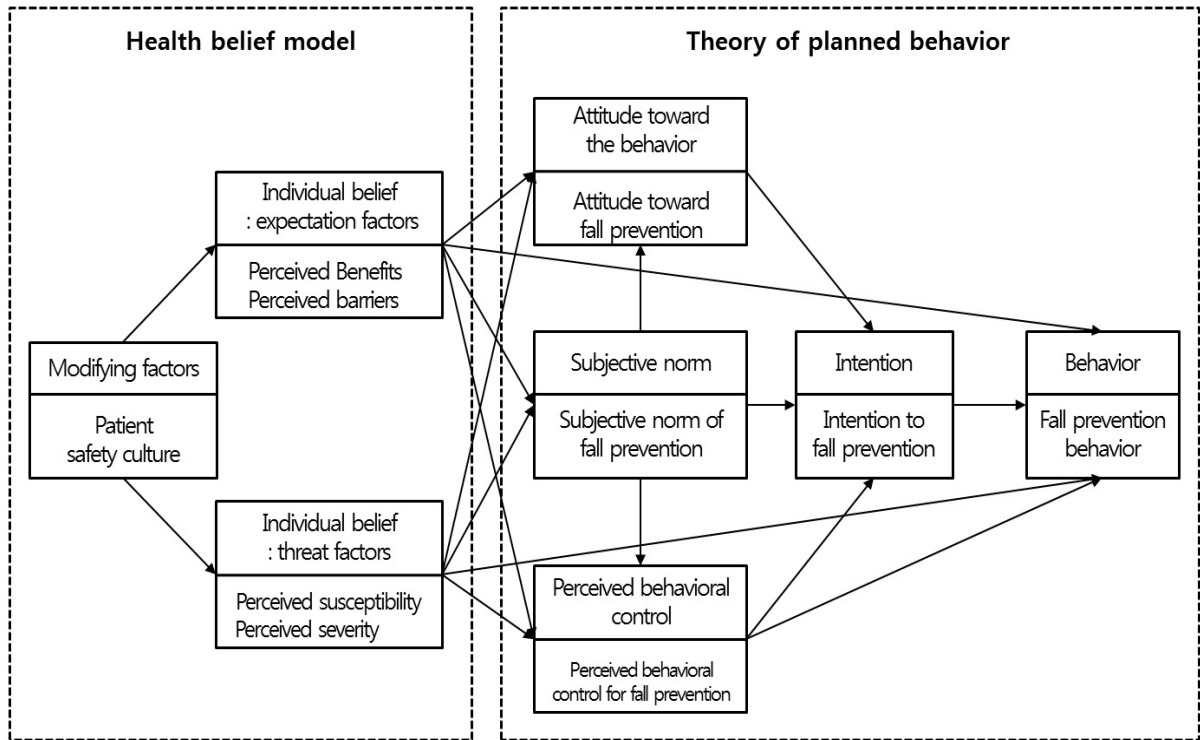 Health belief model
Theory of planned behavior
Modifying factors
Patient
safety culture
Individual belief
: expectation factors
Perceived Benefits
Perceived barriers
Individual belief
: threat factors
Perceived susceptibility
Perceived severity
Attitude toward
the behavior
Attitude toward
fall prevention
Subjective norm
Subjective norm of
fall prevention
Perceived behavioral
control
Perceived behavioral
control for fall prevention
Intention
Intention to
fall prevention
Behavior
Fall prevention
behavior